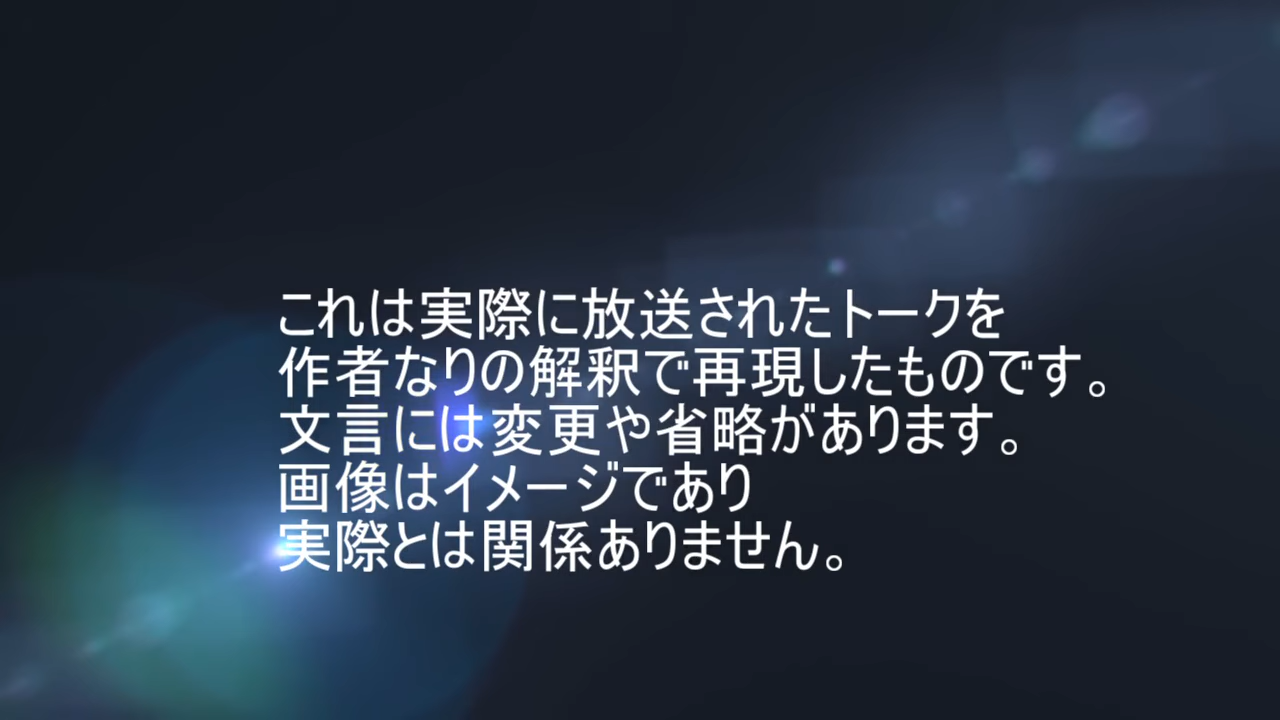 これは実際に放送されたトークを
作者なりの解釈で再現したものです。
文言には変更や省略があります。
画像はイメージであり
実際とは関係ありません。